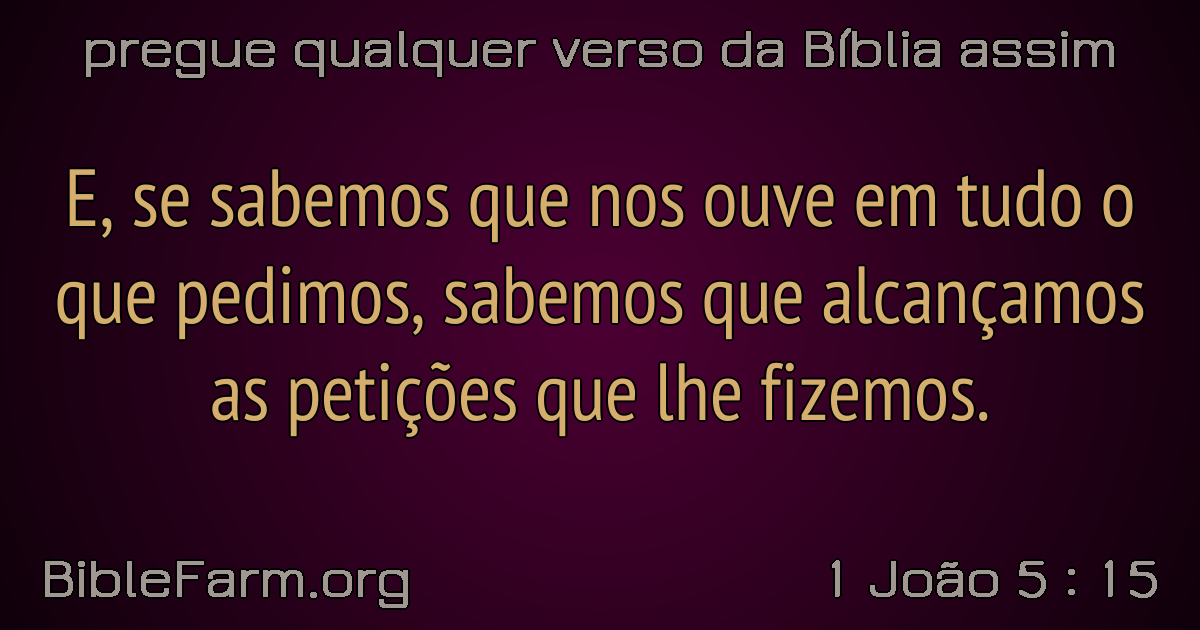 pregue qualquer verso da Bíblia assim
E, se sabemos que nos ouve em tudo o
que pedimos, sabemos que alcançamos
as petições que lhe fizemos.
BibleFarm.org
1 João 5 : 15